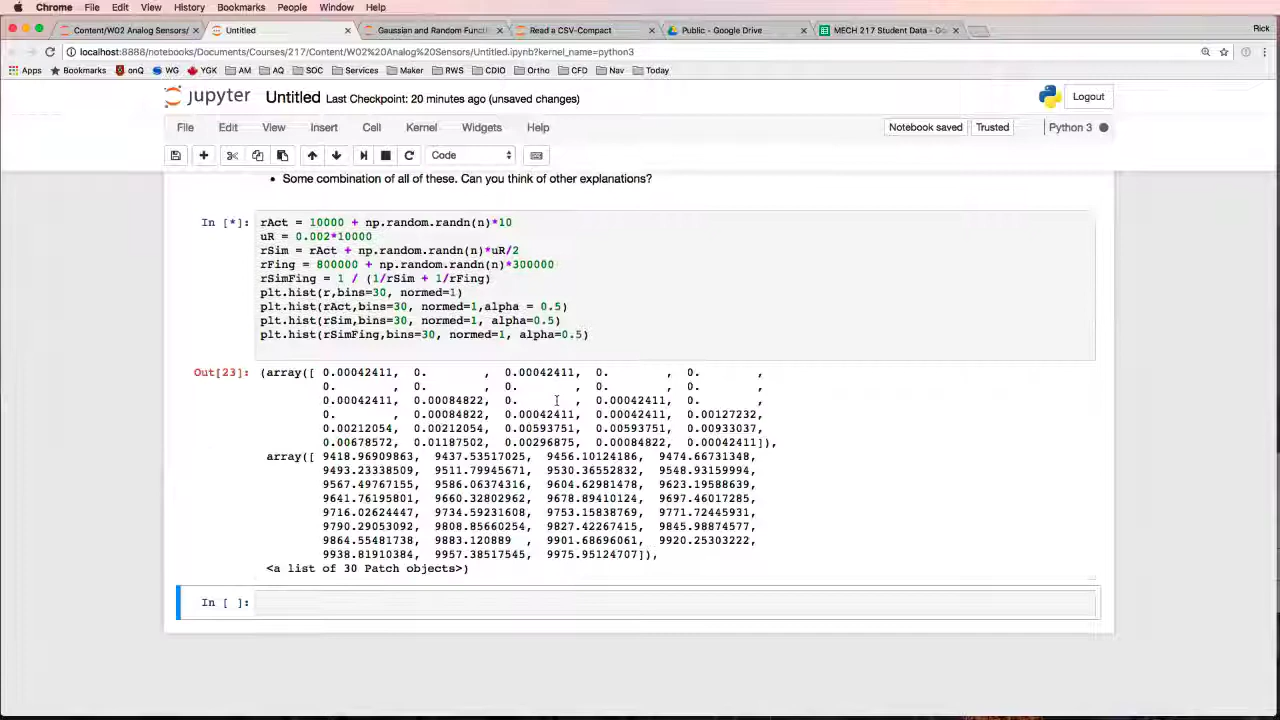 Chrome File Edit View History Bookmarks People Window Help
Content/W02 Analog Sensors/ Untitled Gaussian and Random Functi Read a CSV-Compact Public - Google Drive MECH 217 Student Data - Go Rick
localhost:8888/notebooks/Documents/Courses/217/Content/W02%20Analog%20Sensors/Untitled.ipynb?kernel_name=python3
Apps Bookmarks onQ WG YGK AM AQ SOC Services Maker RWS CDIO Ortho CFD Nav Today
jupyter Untitled Last Checkpoint: 20 minutes ago (unsaved changes) Logout
File Edit View Insert Cell Kernel Widgets Help Notebook saved Trusted Python 3
Code
• Some combination of all of these. Can you think of other explanations?
In [*]: rAct = 10000 + np.random.randn(n)*10
uR = 0.002*10000
rSim = rAct + np.random.randn(n)*uR/2
rFing = 800000 + np.random.randn(n)*300000
rSimFing = 1 / (1/rSim + 1/rFing)
plt.hist(r,bins=30, normed=1)
plt.hist(rAct,bins=30, normed=1,alpha = 0.5)
plt.hist(rSim,bins=30, normed=1, alpha=0.5)
plt.hist(rSimFing,bins=30, normed=1, alpha=0.5)
Out[23]: (array([ 0.00042411, 0. , 0.00042411, 0. , 0. ,
0. , 0. , 0. , 0. , 0. ,
0.00042411, 0.00084822, 0. , 0.00042411, 0. ,
0. , 0.00084822, 0.00042411, 0.00042411, 0.00127232,
0.00212054, 0.00212054, 0.00593751, 0.00593751, 0.00933037,
0.00678572, 0.01187502, 0.00296875, 0.00084822, 0.00042411]),
array([ 9418.96909863, 9437.53517025, 9456.10124186, 9474.66731348,
9493.23338509, 9511.79945671, 9530.36552832, 9548.93159994,
9567.49767155, 9586.06374316, 9604.62981478, 9623.19588639,
9641.76195801, 9660.32802962, 9678.89410124, 9697.46017285,
9716.02624447, 9734.59231608, 9753.15838769, 9771.72445931,
9790.29053092, 9808.85660254, 9827.42267415, 9845.98874577,
9864.55481738, 9883.120889 , 9901.68696061, 9920.25303222,
9938.81910384, 9957.38517545, 9975.95124707]),
<a list of 30 Patch objects>)
In [ ]: